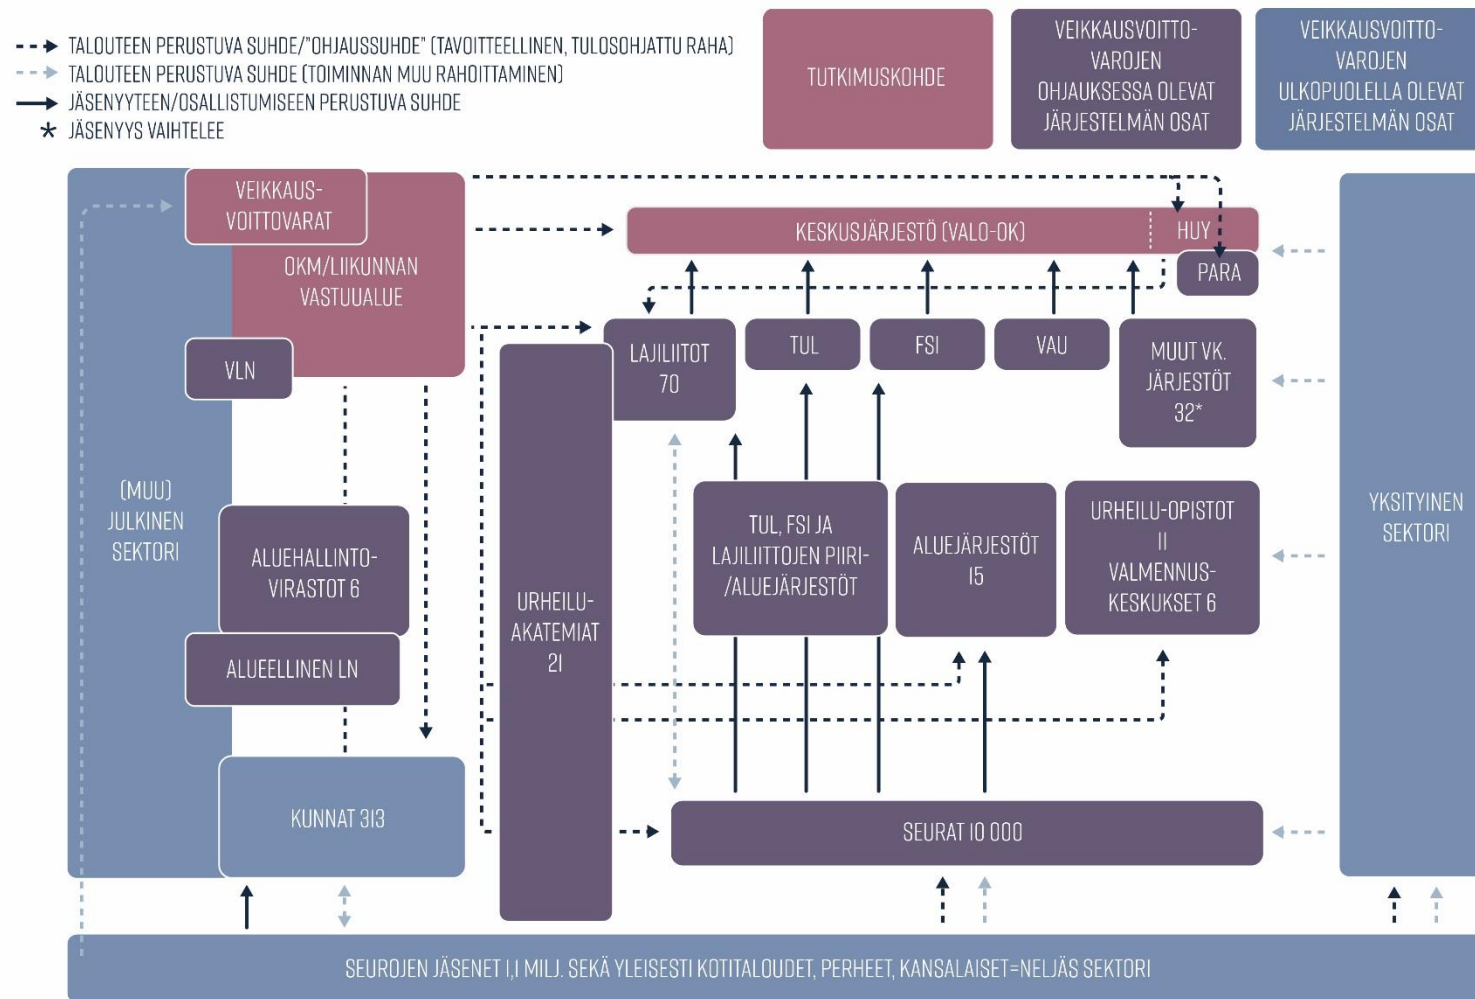 TALOUTEEN PERUSTUVA SUHDE/"OHJAUSSUHDE" (TAVOITTEELLINEN, TULOSOHJATTU RAHA)
TALOUTEEN PERUSTUVA SUHDE (TOIMINNAN MUU RAHOITTAMINEN)
JÄSENYYTEEN/OSALLISTUMISEEN PERUSTUVA SUHDE
* JÄSENYYS VAIHTELEE
TUTKIMUSKOHDE
VEIKKAUSVOITTO-
VAROJEN
OHJAUKSESSA OLEVAT
JÄRJESTELMÄN OSAT
VEIKKAUSVOITTO-
VAROJEN
ULKOPUOLELLA OLEVAT
JÄRJESTELMÄN OSAT
VEIKKAUS-
VOITTOVARAT
OKM/LIIKUNNAN
VASTUUALUE
VLN
(MUU)
JULKINEN
SEKTORI
ALUEHALLINTO-
VIRASTOT 6
ALUEELLINEN LN
KUNNAT 313
KESKUSJÄRJESTÖ (VALO-OK)
HUY
PARA
LAJILIITOT
70
TUL
FSI
VAU
MUUT VK.
JÄRJESTÖT
32*
URHEILU-
AKATEMIAT
21
TUL, FSI JA
LAJILIITTOJEN PIIRI-
/ALUEJÄRJESTÖT
ALUEJÄRJESTÖT
15
URHEILU-OPISTOT
11
VALMENNUS-
KESKUKSET 6
SEURAT 10 000
YKSITYINEN
SEKTORI
SEUROJEN JÄSENET 1,1 MILJ. SEKÄ YLEISESTI KOTITALOUDET, PERHEET, KANSALAISET=NELJÄS SEKTORI